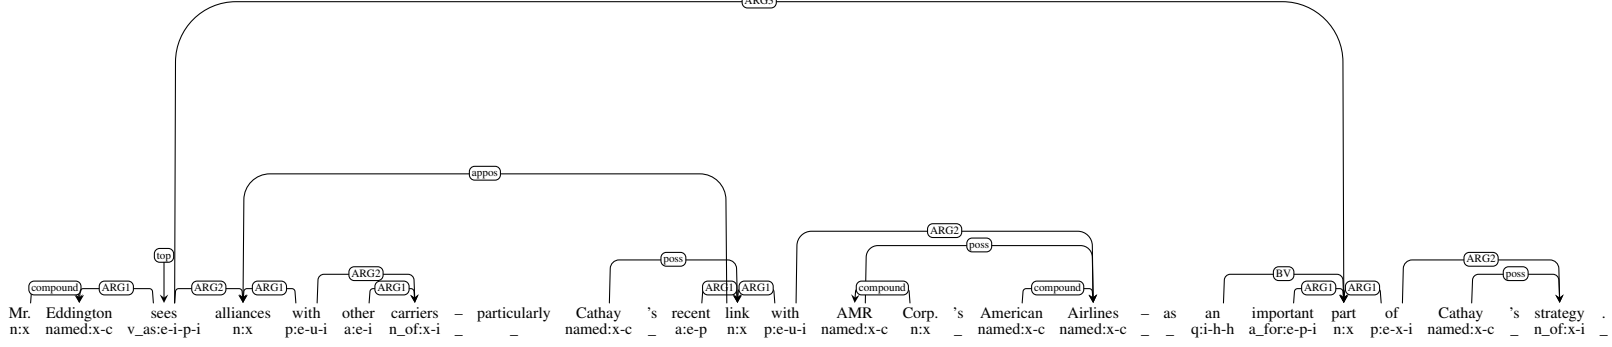 ARG3
appos
ARG2
poss
top
poss
ARG2
ARG2
BV
poss
compound ARG1 ARG2 ARG1 ARG1 ARG1 ARG1 compound compound ARG1 ARG1
Mr. Eddington sees alliances with other carriers – particularly Cathay 's recent link with AMR Corp. 's American Airlines – as an important part of Cathay 's strategy .
n:x named:x-c v_as:e-i-p-i n:x p:e-u-i a:e-i n_of:x-i _ _ named:x-c _ a:e-p n:x p:e-u-i named:x-c n:x _ named:x-c named:x-c _ _ q:i-h-h a_for:e-p-i n:x p:e-x-i named:x-c _ n_of:x-i _